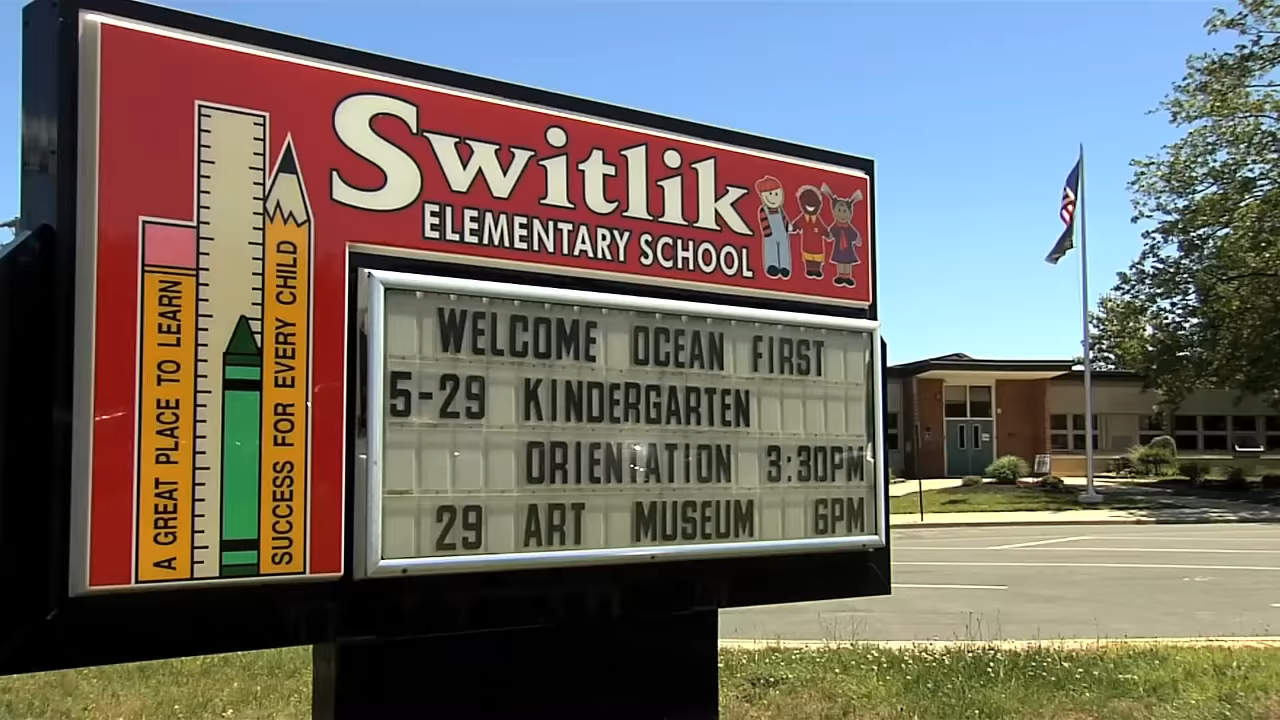 Switlik
ELEMENTARY SCHOOL
A GREAT PLACE TO LEARN
SUCCESS FOR EVERY CHILD
WELCOME OCEAN FIRST
5-29 KINDERGARTEN
ORIENTATION 3:30PM
29 ART MUSEUM 6PM